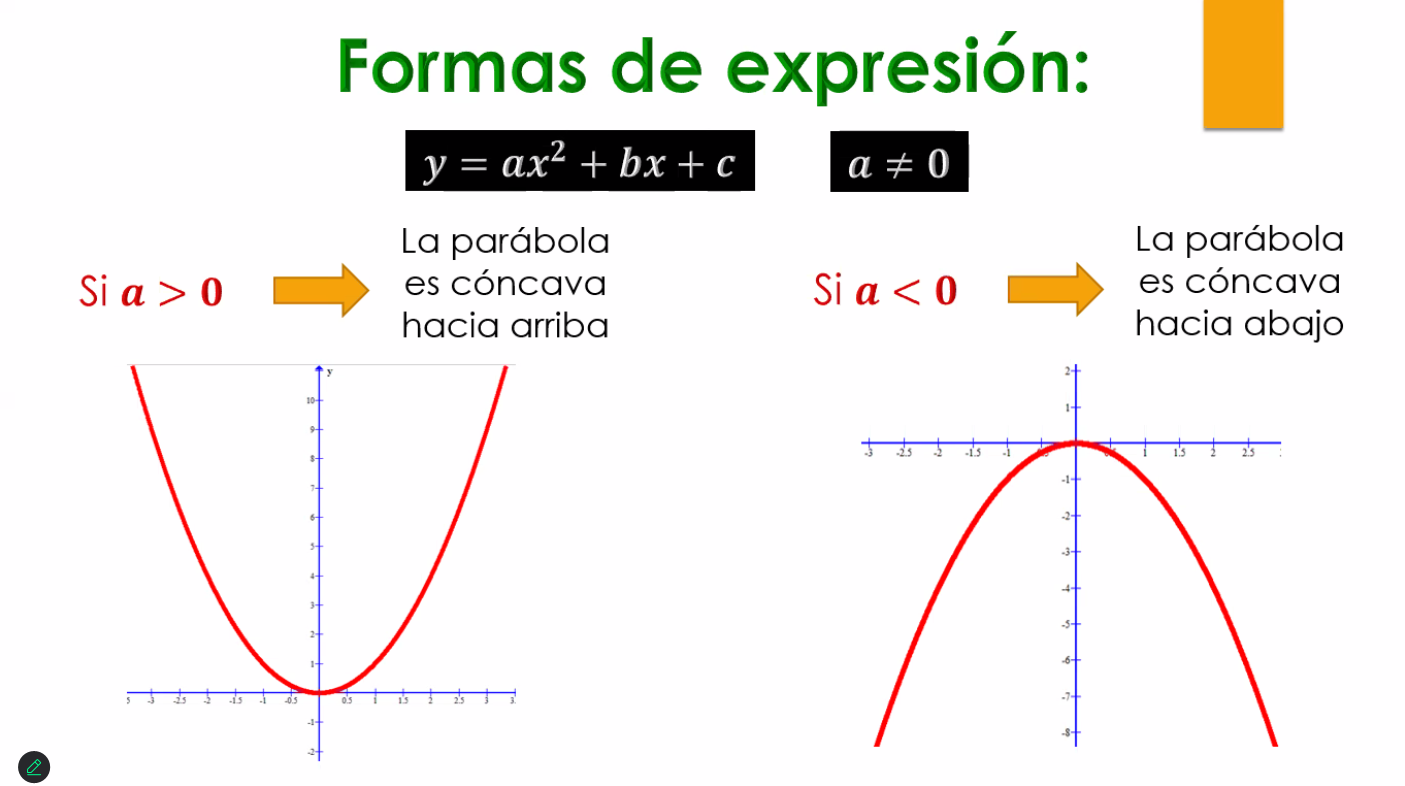 Formas de expresión:
y = ax² + bx + c
a ≠ 0
Si a > 0
La parábola
es cóncava
hacia arriba
Si a < 0
La parábola
es cóncava
hacia abajo
y
10
9
8
7
6
5
4
3
2
1
-3 -2.5 -2 -1.5 -1 -0.5 0.5 1 1.5 2 2.5 3
-1
-2
2
1
-3 -2.5 -2 -1.5 -1 0.5 1 1.5 2 2.5
-1
-2
-3
-4
-5
-6
-7
-8